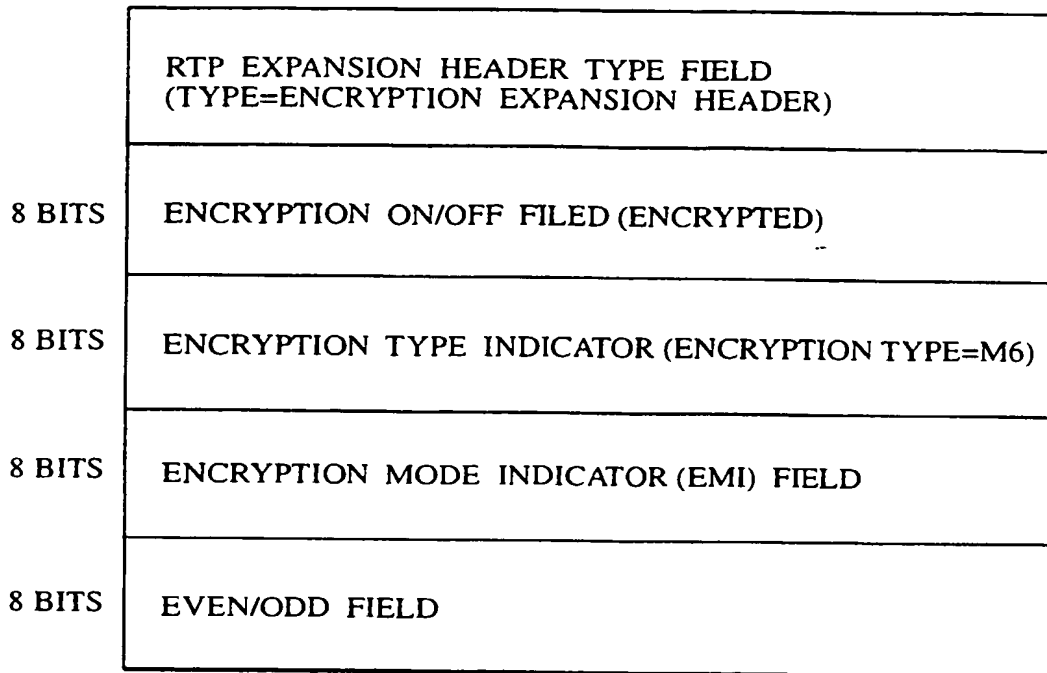 RTP EXPANSION HEADER TYPE FIELD
(TYPE=ENCRYPTION EXPANSION HEADER)
8 BITS ENCRYPTION ON/OFF FILED (ENCRYPTED)
8 BITS ENCRYPTION TYPE INDICATOR (ENCRYPTION TYPE=M6)
8 BITS ENCRYPTION MODE INDICATOR (EMI) FIELD
8 BITS EVEN/ODD FIELD